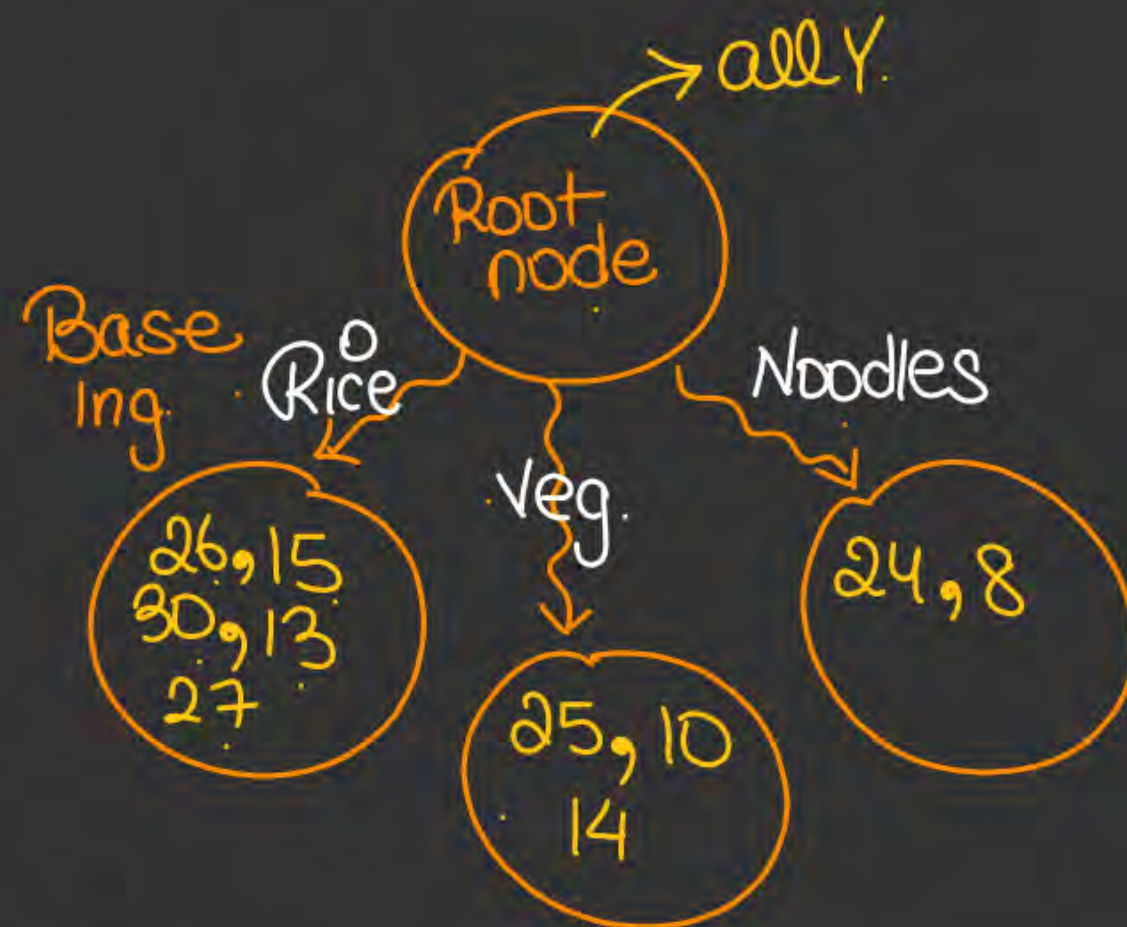 all Y.
Root
node
Base
ing.
Rice
Noodles
Veg.
26, 15
30, 13
27
24, 8
25, 10
14